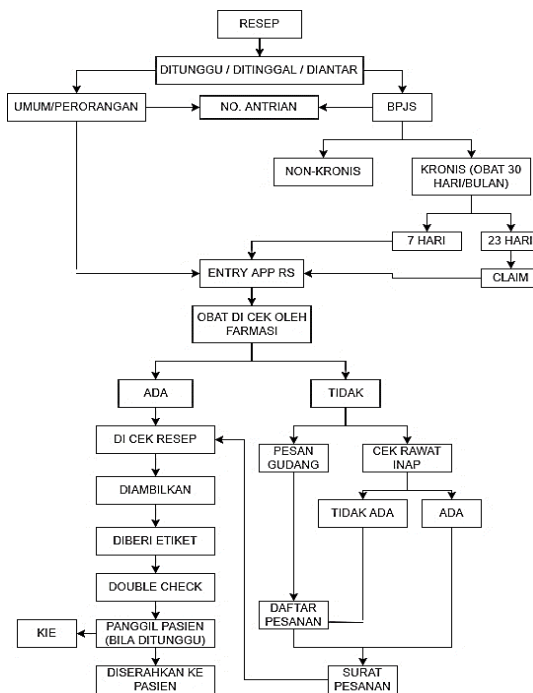 RESEP
DITUNGGU / DITINGGAL / DIANTAR
UMUM/PERORANGAN
NO. ANTRIAN
BPJS
NON-KRONIS
KRONIS (OBAT 30
HARI/BULAN)
7 HARI
23 HARI
ENTRY APP RS
CLAIM
OBAT DI CEK OLEH
FARMASI
ADA
TIDAK
DI CEK RESEP
PESAN
GUDANG
CEK RAWAT
INAP
DIAMBILKAN
TIDAK ADA
ADA
DIBERI ETIKET
DOUBLE CHECK
DAFTAR
PESANAN
KIE
PANGGIL PASIEN
(BILA DITUNGGU)
DISERAHKAN KE
PASIEN
SURAT
PESANAN